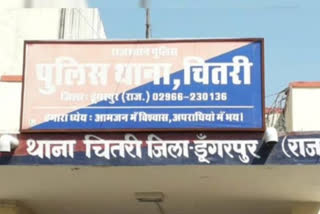 राजस्थान पुलिस
पुलिस थाना, चितरी
जिला- डूंगरपुर (राज.) 02966-230136
हमारा ध्येय : आमजन में विश्वास, अपराधियो में भय।
थाना चितरी जिला-डूँगरपुर (रा